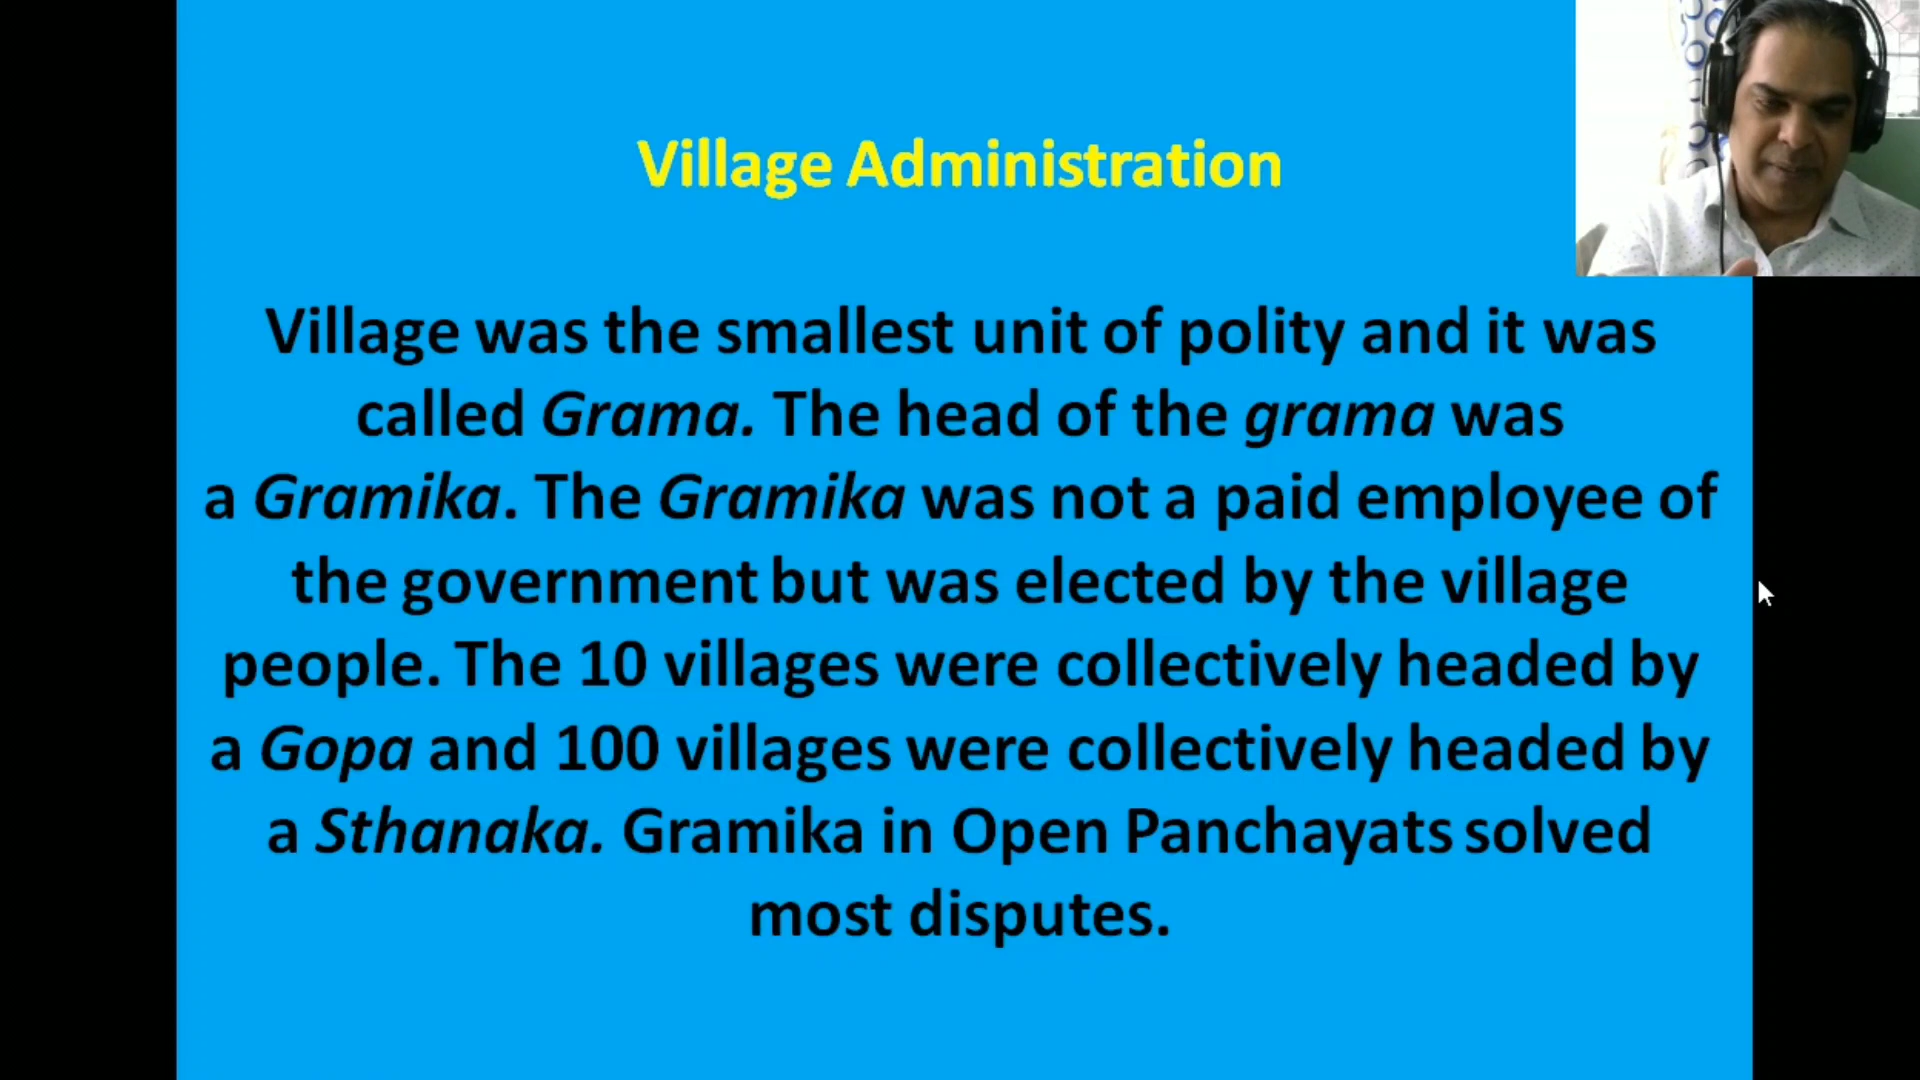 Village Administration
Village was the smallest unit of polity and it was
called Grama. The head of the grama was
a Gramika. The Gramika was not a paid employee of
the government but was elected by the village
people. The 10 villages were collectively headed by
a Gopa and 100 villages were collectively headed by
a Sthanaka. Gramika in Open Panchayats solved
most disputes.